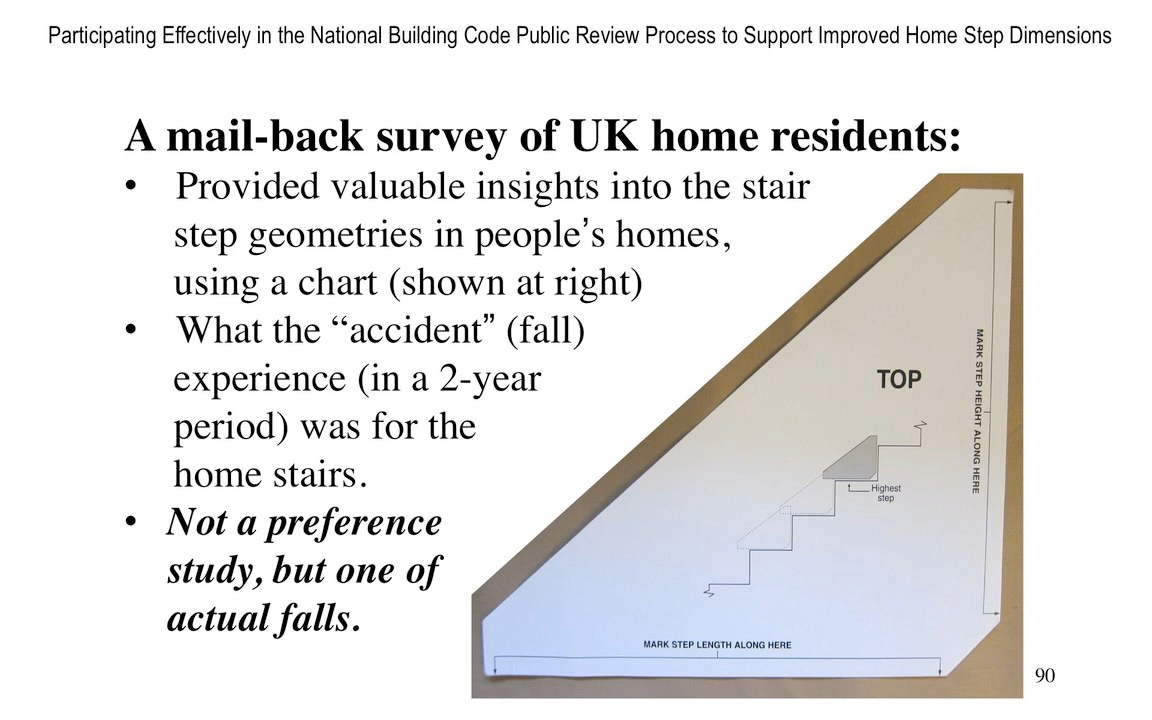 Participating Effectively in the National Building Code Public Review Process to Support Improved Home Step Dimensions
A mail-back survey of UK home residents:
• Provided valuable insights into the stair
step geometries in people’s homes,
using a chart (shown at right)
• What the “accident” (fall)
experience (in a 2-year
period) was for the
home stairs.
• Not a preference
study, but one of
actual falls.
TOP
MARK STEP HEIGHT ALONG HERE
Highest
step
MARK STEP LENGTH ALONG HERE
90